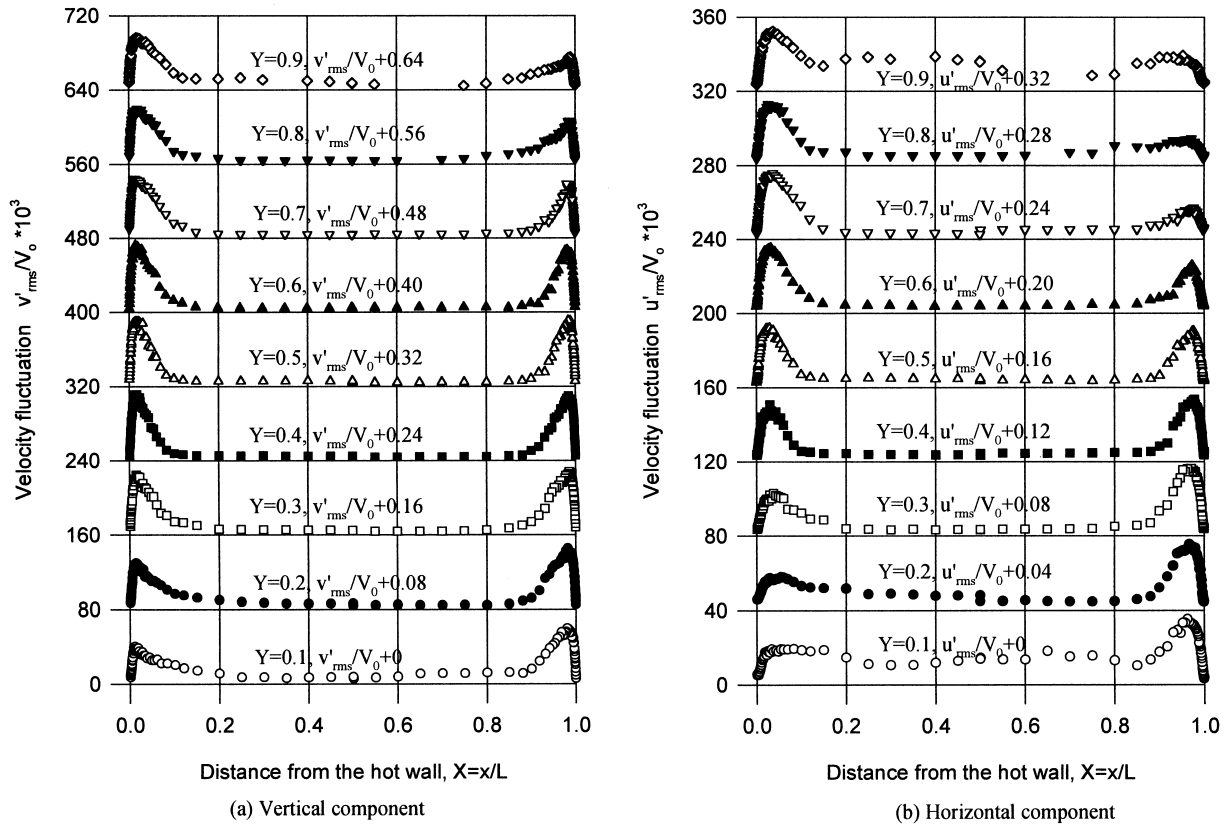 720
640
560
480
400
320
240
160
80
0
Velocity fluctuation v'rms/Vo *10³
Y=0.9, v'rms/V0+0.64
Y=0.8, v'rms/V0+0.56
Y=0.7, v'rms/V0+0.48
Y=0.6, v'rms/V0+0.40
Y=0.5, v'rms/V0+0.32
Y=0.4, v'rms/V0+0.24
Y=0.3, v'rms/V0+0.16
Y=0.2, v'rms/V0+0.08
Y=0.1, v'rms/V0+0
0.0 0.2 0.4 0.6 0.8 1.0
Distance from the hot wall, X=x/L
(a) Vertical component
360
320
280
240
200
160
120
80
40
0
Velocity fluctuation u'rms/Vo *10³
Y=0.9, u'rms/V0+0.32
Y=0.8, u'rms/V0+0.28
Y=0.7, u'rms/V0+0.24
Y=0.6, u'rms/V0+0.20
Y=0.5, u'rms/V0+0.16
Y=0.4, u'rms/V0+0.12
Y=0.3, u'rms/V0+0.08
Y=0.2, u'rms/V0+0.04
Y=0.1, u'rms/V0+0
0.0 0.2 0.4 0.6 0.8 1.0
Distance from the hot wall, X=x/L
(b) Horizontal component